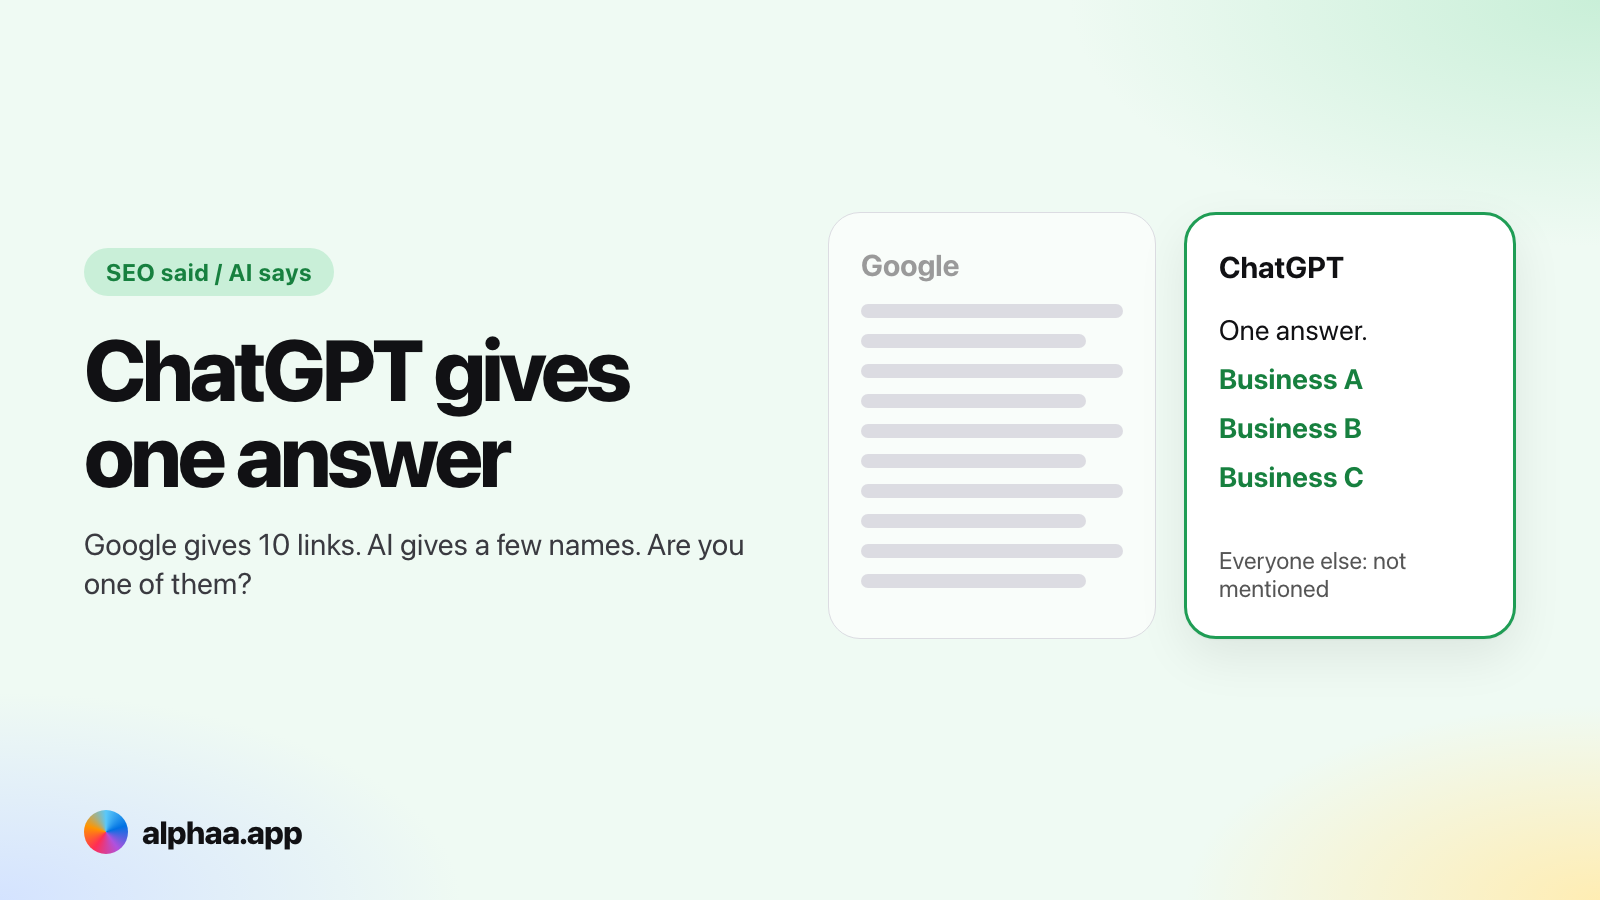 SEO said / AI says
ChatGPT gives
one answer
Google gives 10 links. AI gives a few names. Are you
one of them?
Google
ChatGPT
One answer.
Business A
Business B
Business C
Everyone else: not
mentioned
alphaa.app